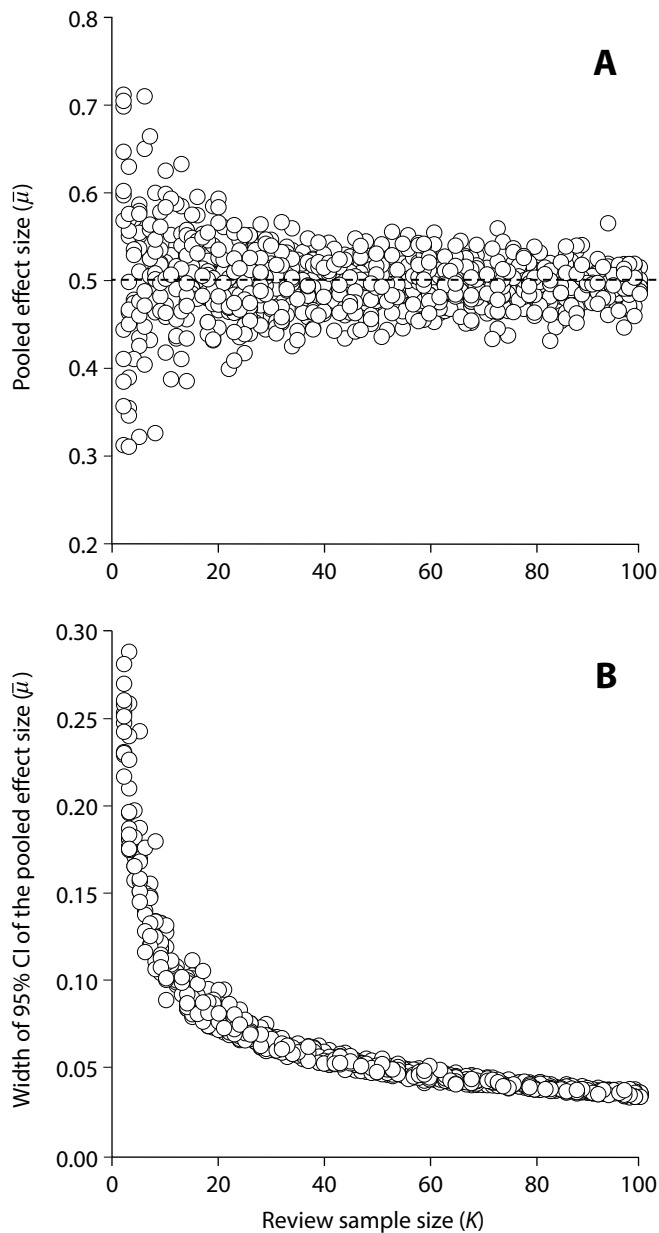 0.8
A
0.7
0.6
0.5
0.4
0.3
0.2
Pooled effect size (μ̄)
0 20 40 60 80 100
0.30
B
0.25
0.20
0.15
0.10
0.05
0.00
Width of 95% CI of the pooled effect size (μ̄)
0 20 40 60 80 100
Review sample size (K)